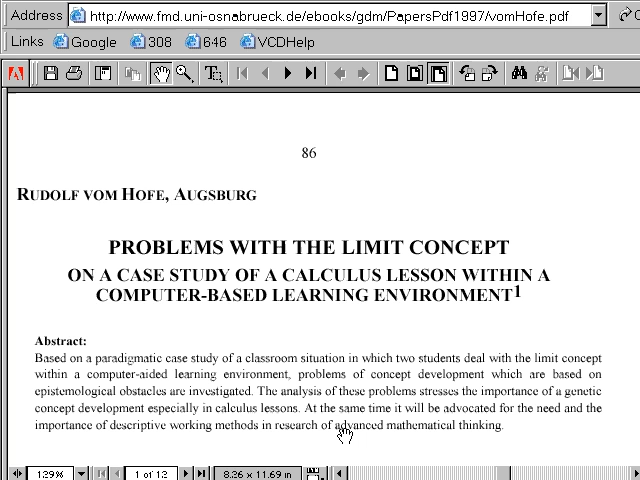 Address http://www.fmd.uni-osnabrueck.de/ebooks/gdm/PapersPdf1997/vomHofe.pdf
Links Google 308 646 VCDHelp
86
RUDOLF VOM HOFE, AUGSBURG
PROBLEMS WITH THE LIMIT CONCEPT
ON A CASE STUDY OF A CALCULUS LESSON WITHIN A
COMPUTER-BASED LEARNING ENVIRONMENT1
Abstract:
Based on a paradigmatic case study of a classroom situation in which two students deal with the limit concept
within a computer-aided learning environment, problems of concept development which are based on
epistemological obstacles are investigated. The analysis of these problems stresses the importance of a genetic
concept development especially in calculus lessons. At the same time it will be advocated for the need and the
importance of descriptive working methods in research of advanced mathematical thinking.
129% 1 of 12 8.26 x 11.69 in